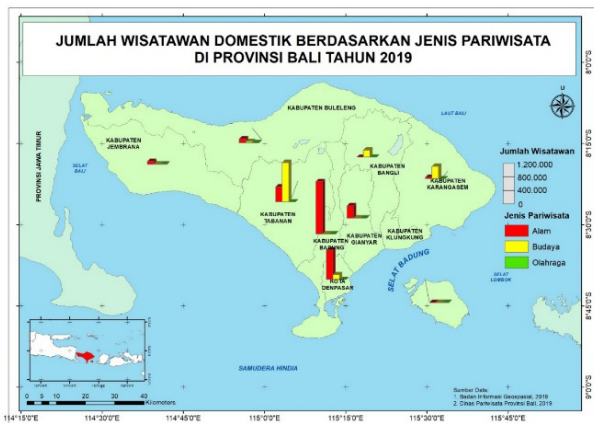 JUMLAH WISATAWAN DOMESTIK BERDASARKAN JENIS PARIWISATA
DI PROVINSI BALI TAHUN 2019
KABUPATEN BULELENG
LAUT BALI
U
KABUPATEN
JEMBRANA
SELAT
BALI
PROVINSI JAWA TIMUR
KABUPATEN
BANGLI
KABUPATEN
KARANGASEM
KABUPATEN
TABANAN
KABUPATEN
BADUNG
KABUPATEN
GIANYAR
KABUPATEN
KLUNGKUNG
KOTA
DENPASAR
SELAT BADUNG
SELAT
LOMBOK
SAMUDERA HINDIA
Jumlah Wisatawan
1.200.000
800.000
400.000
0
Jenis Pariwisata
Alam
Budaya
Olahraga
8°0'0"S
8°15'0"S
8°30'0"S
8°45'0"S
9°0'0"S
0 5 10 20 30 40
Kilometers
Sumber Data:
1. Badan Informasi Geospasial, 2019
2. Dinas Pariwisata Provinsi Bali, 2019
114°15'0"E 114°30'0"E 114°45'0"E 115°0'0"E 115°15'0"E 115°30'0"E 115°45'0"E